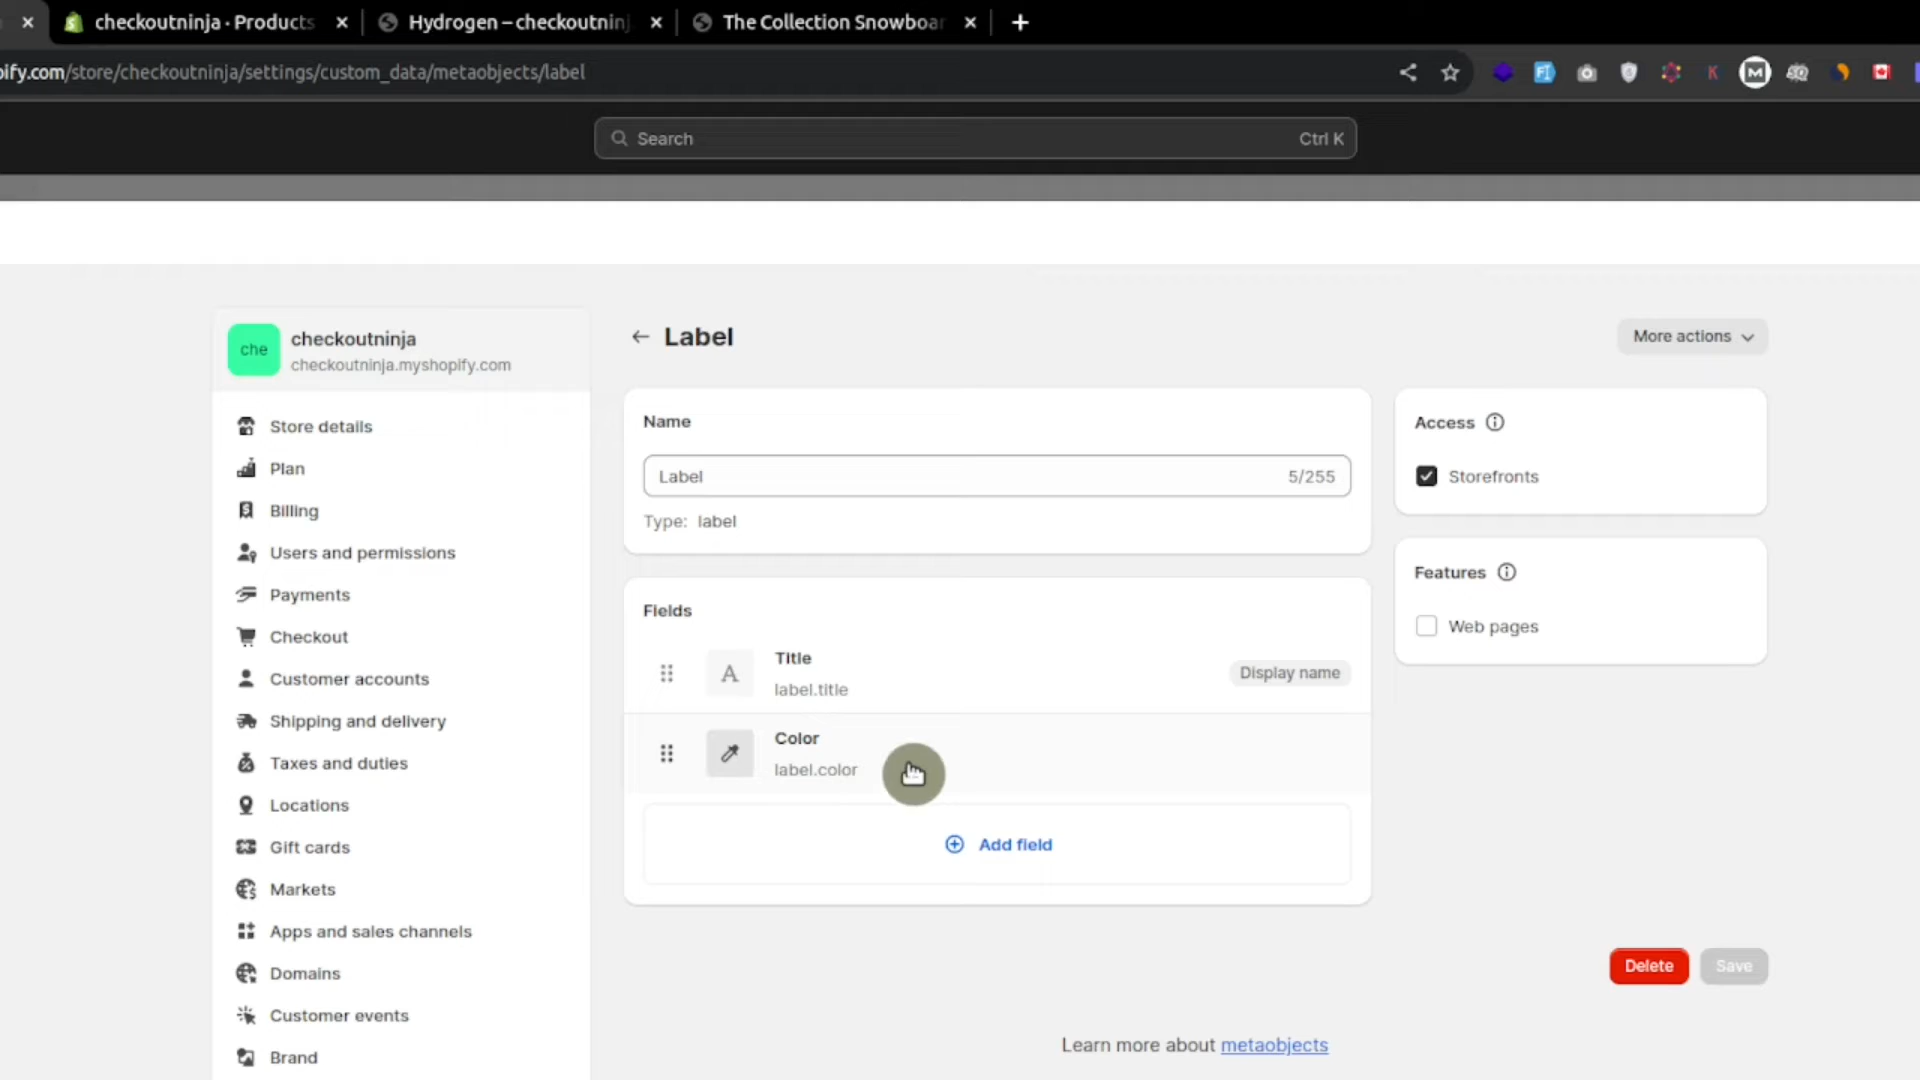 checkoutninja · Products
Hydrogen – checkoutninj
The Collection Snowboar
ify.com/store/checkoutninja/settings/custom_data/metaobjects/label
Search
Ctrl K
che
checkoutninja
checkoutninja.myshopify.com
Store details
Plan
Billing
Users and permissions
Payments
Checkout
Customer accounts
Shipping and delivery
Taxes and duties
Locations
Gift cards
Markets
Apps and sales channels
Domains
Customer events
Brand
← Label
More actions
Name
Label
5/255
Type: label
Fields
Title
label.title
Display name
Color
label.color
Add field
Access
Storefronts
Features
Web pages
Delete
Save
Learn more about metaobjects